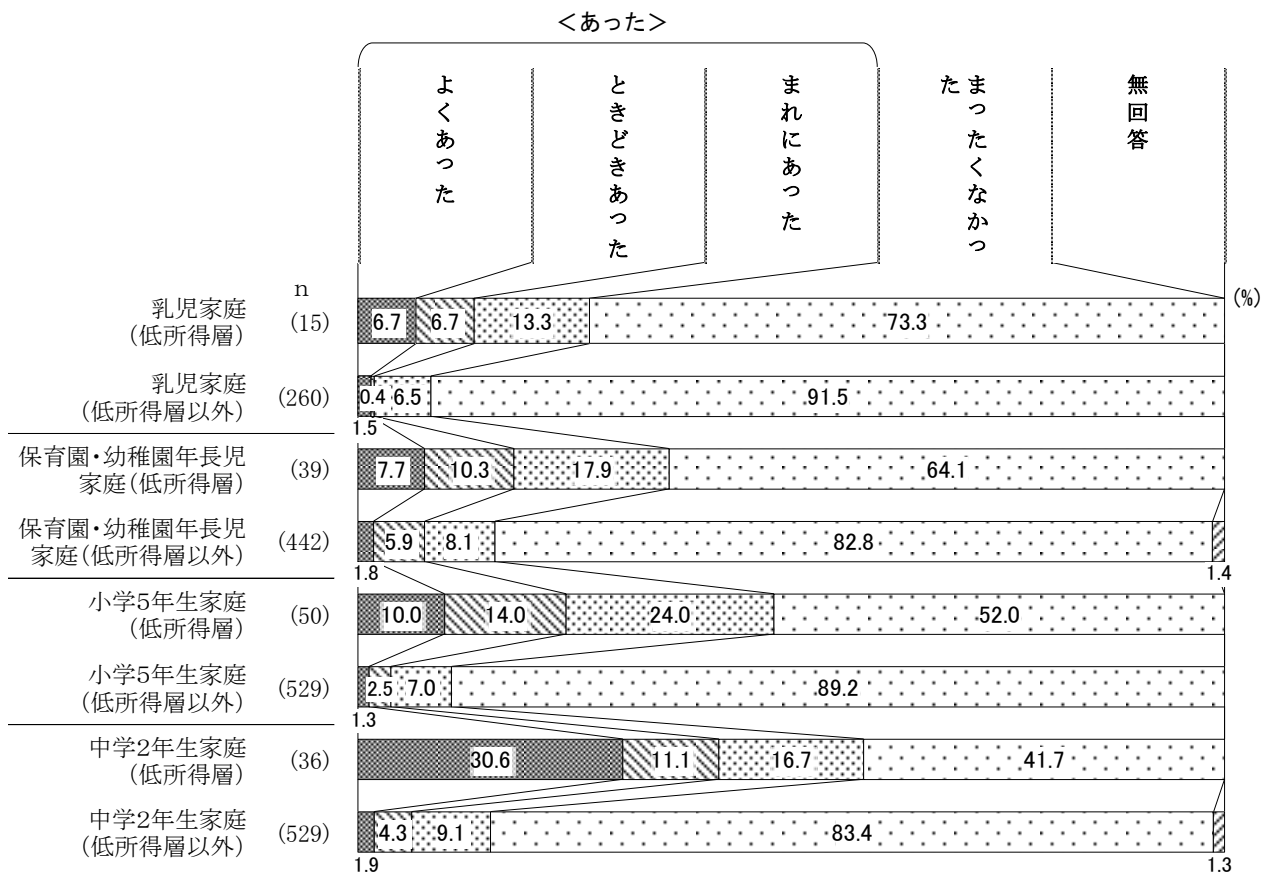 ＜あった＞
よくあった
ときどきあった
まれにあった
まったくなかっ
た
無回答
n
(%)
乳児家庭
(低所得層)
(15)
6.7 6.7 13.3 73.3
乳児家庭
(低所得層以外)
(260)
0.4 6.5 91.5
1.5
保育園・幼稚園年長児
家庭(低所得層)
(39)
7.7 10.3 17.9 64.1
保育園・幼稚園年長児
家庭(低所得層以外)
(442)
5.9 8.1 82.8
1.8 1.4
小学5年生家庭
(低所得層)
(50)
10.0 14.0 24.0 52.0
小学5年生家庭
(低所得層以外)
(529)
2.5 7.0 89.2
1.3
中学2年生家庭
(低所得層)
(36)
30.6 11.1 16.7 41.7
中学2年生家庭
(低所得層以外)
(529)
4.3 9.1 83.4
1.9 1.3